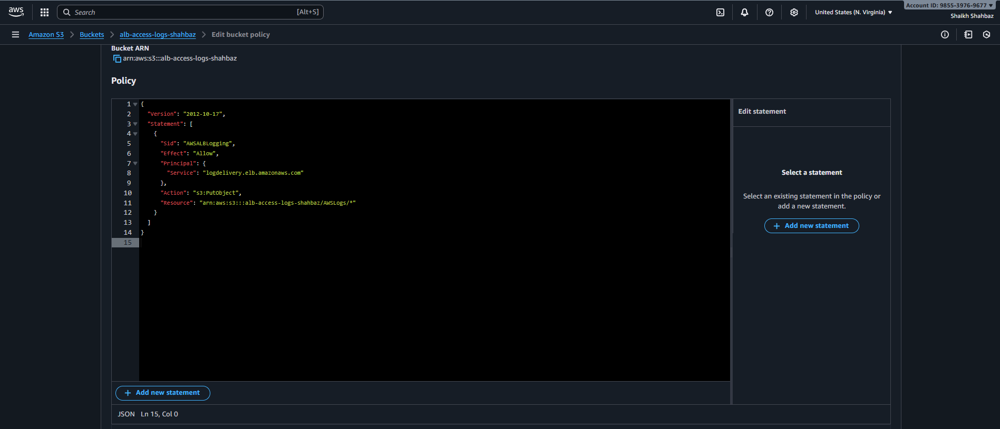 aws
Search
[Alt+S]
United States (N. Virginia)
Account ID: 9855-3976-9677
Shaikh Shahbaz
Amazon S3
Buckets
alb-access-logs-shahbaz
Edit bucket policy
Bucket ARN
arn:aws:s3:::alb-access-logs-shahbaz
Policy
1 {
2 "Version": "2012-10-17",
3 "Statement": [
4 {
5 "Sid": "AWSALBLogging",
6 "Effect": "Allow",
7 "Principal": {
8 "Service": "logdelivery.elb.amazonaws.com"
9 },
10 "Action": "s3:PutObject",
11 "Resource": "arn:aws:s3:::alb-access-logs-shahbaz/AWSLogs/*"
12 }
13 ]
14 }
15
+ Add new statement
JSON Ln 15, Col 0
Edit statement
Select a statement
Select an existing statement in the policy or
add a new statement.
+ Add new statement